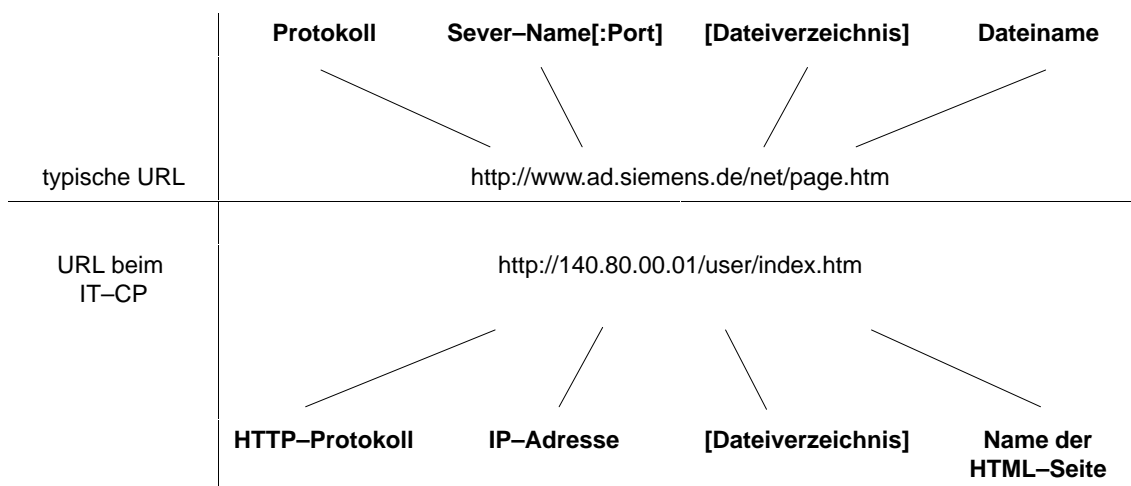 Protokoll Sever–Name[:Port] [Dateiverzeichnis] Dateiname
typische URL http://www.ad.siemens.de/net/page.htm
URL beim http://140.80.00.01/user/index.htm
IT–CP
HTTP–Protokoll IP–Adresse [Dateiverzeichnis] Name der
HTML–Seite